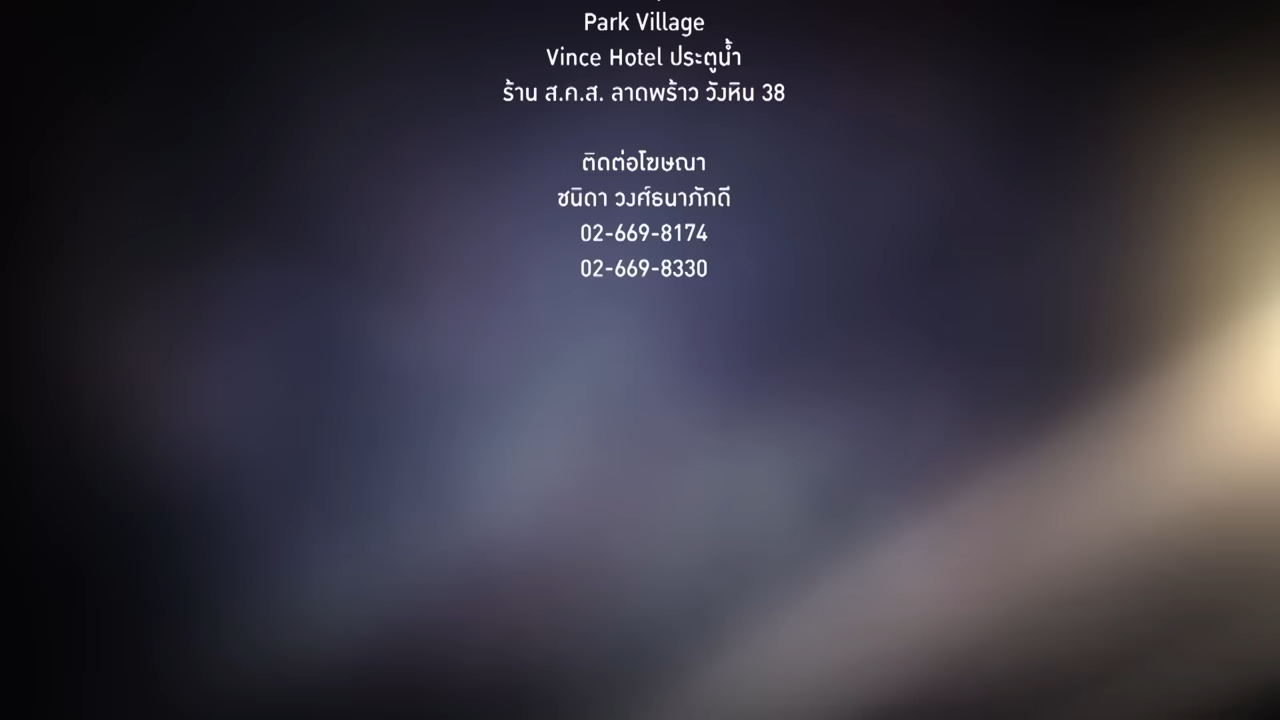 Park Village
Vince Hotel ประตูน้ำ
ร้าน ส.ค.ส. ลาดพร้าว วังหิน 38
ติดต่อโฆษณา
ชนิดา วงศ์ธนาภักดี
02-669-8174
02-669-8330